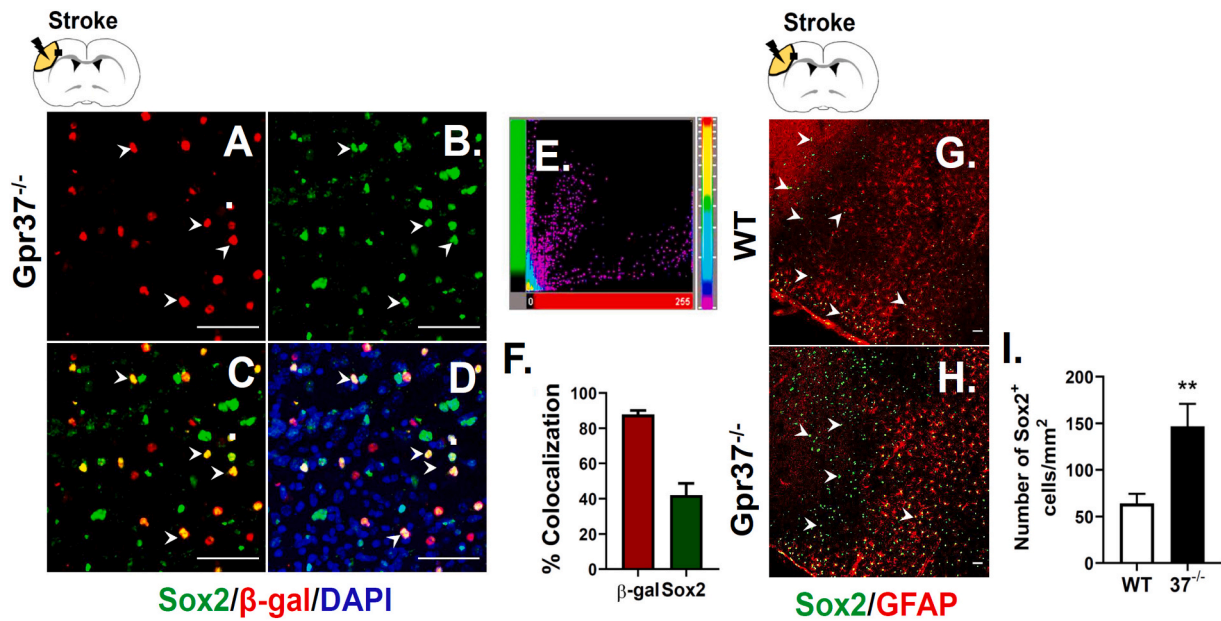 Stroke
Stroke
Gpr37-/-
A
B.
C
D
Sox2/β-gal/DAPI
E.
0
255
F.
% Colocalization
100
80
60
40
20
0
β-gal
Sox2
WT
G.
Gpr37-/-
H.
Sox2/GFAP
I.
Number of Sox2+
cells/mm2
200
150
100
50
0
**
WT
37-/-